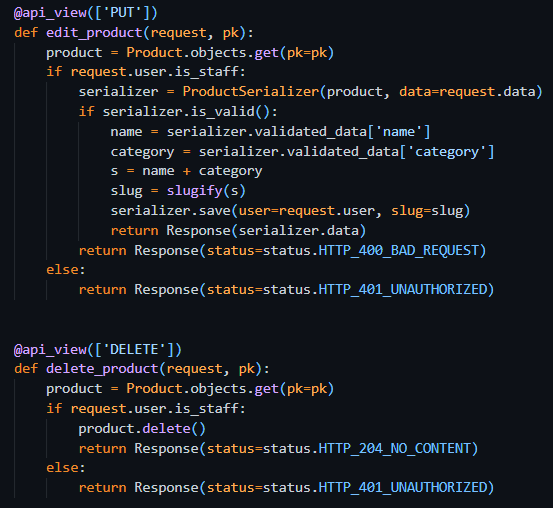 @api_view(['PUT'])
def edit_product(request, pk):
    product = Product.objects.get(pk=pk)
    if request.user.is_staff:
        serializer = ProductSerializer(product, data=request.data)
        if serializer.is_valid():
            name = serializer.validated_data['name']
            category = serializer.validated_data['category']
            s = name + category
            slug = slugify(s)
            serializer.save(user=request.user, slug=slug)
            return Response(serializer.data)
        return Response(status=status.HTTP_400_BAD_REQUEST)
    else:
        return Response(status=status.HTTP_401_UNAUTHORIZED)
@api_view(['DELETE'])
def delete_product(request, pk):
    product = Product.objects.get(pk=pk)
    if request.user.is_staff:
        product.delete()
        return Response(status=status.HTTP_204_NO_CONTENT)
    else:
        return Response(status=status.HTTP_401_UNAUTHORIZED)